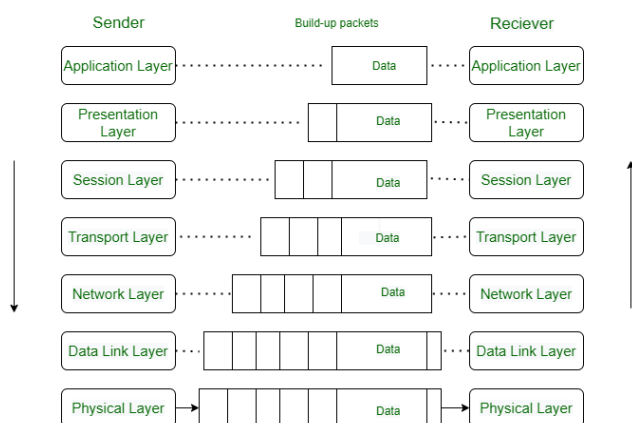 Sender Build-up packets Reciever
Application Layer Data Application Layer
Presentation Layer Data Presentation Layer
Session Layer Data Session Layer
Transport Layer Data Transport Layer
Network Layer Data Network Layer
Data Link Layer Data Data Link Layer
Physical Layer Data Physical Layer